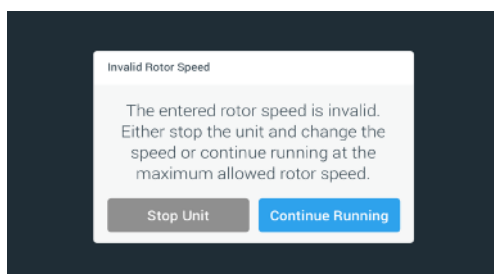 Invalid Rotor Speed
The entered rotor speed is invalid.
Either stop the unit and change the
speed or continue running at the
maximum allowed rotor speed.
Stop Unit
Continue Running